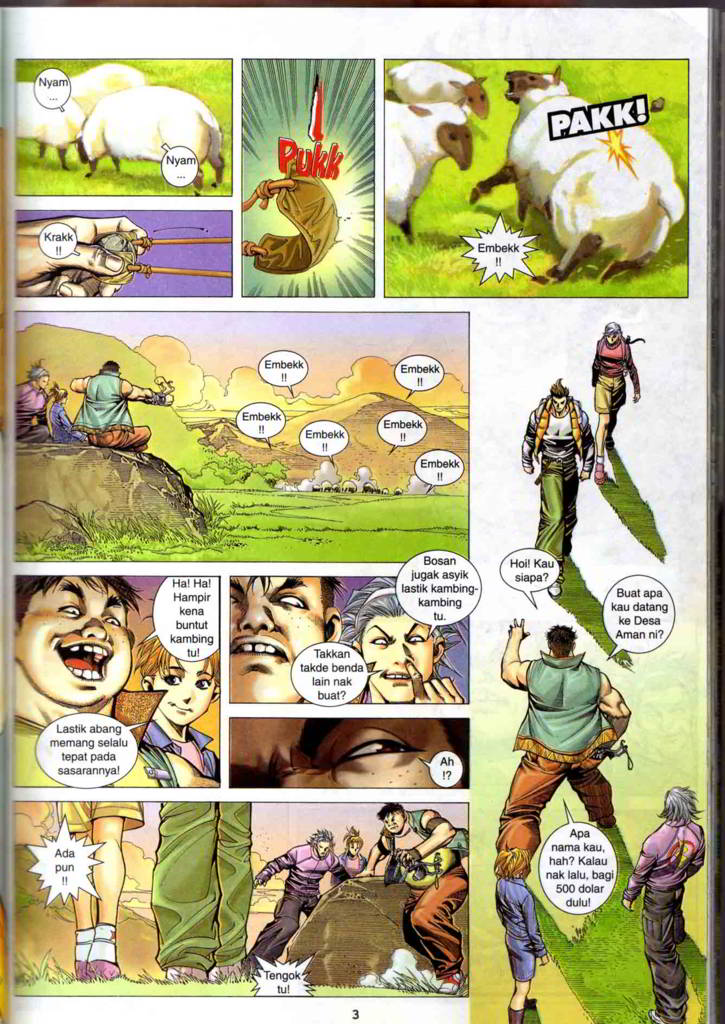 Nyam
...
Nyam
...
Krakk
!!
Pukk
PAKK!
Embekk
!!
Embekk
!!
Embekk
!!
Embekk
!!
Embekk
!!
Embekk
!!
Embekk
!!
Ha! Ha!
Hampir
kena
buntut
kambing
tu!
Lastik abang
memang selalu
tepat pada
sasarannya!
Bosan
jugak asyik
lastik kambing-
kambing
tu.
Takkan
takde benda
lain nak
buat?
Ah
!?
Ada
pun
!!
Tengok
tu!
Hoi! Kau
siapa?
Buat apa
kau datang
ke Desa
Aman ni?
Apa
nama kau,
hah? Kalau
nak lalu, bagi
500 dolar
dulu!
3